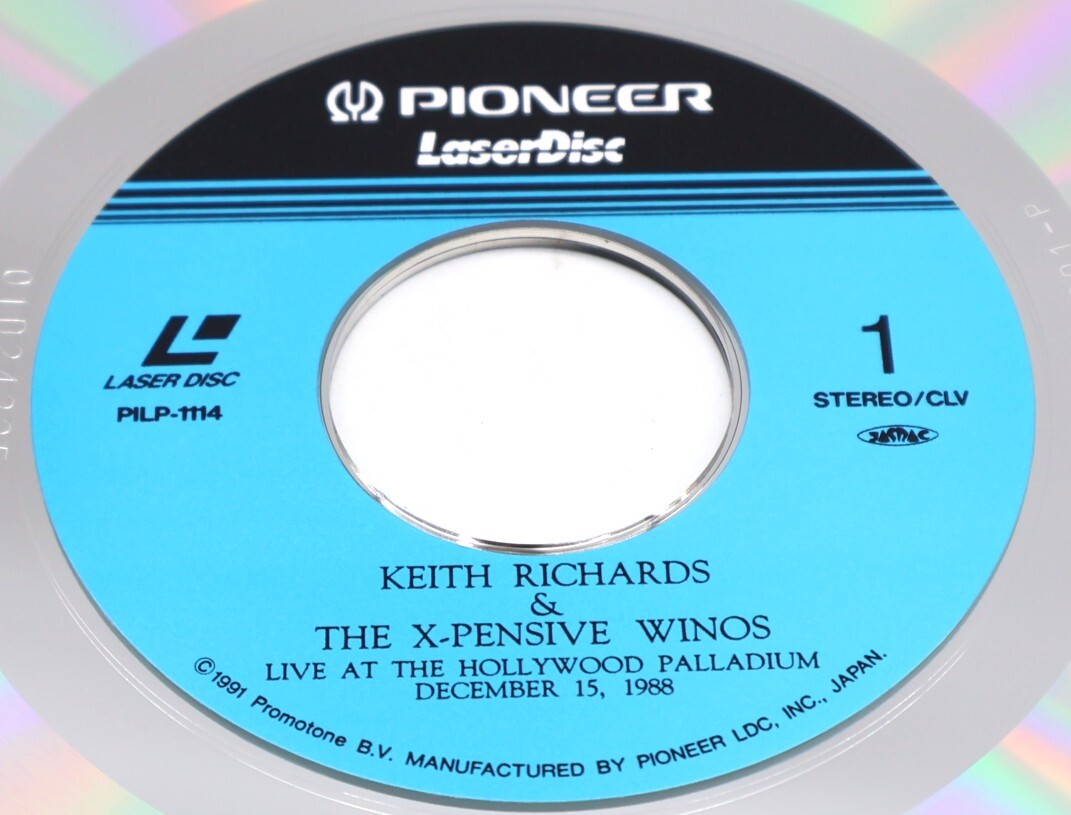 PIONEER
LaserDisc
LASER DISC
PILP-1114
1
STEREO/CLV
JASRAC
KEITH RICHARDS
&
THE X-PENSIVE WINOS
LIVE AT THE HOLLYWOOD PALLADIUM
DECEMBER 15, 1988
©1991 Promotone B.V. MANUFACTURED BY PIONEER LDC, INC., JAPAN.